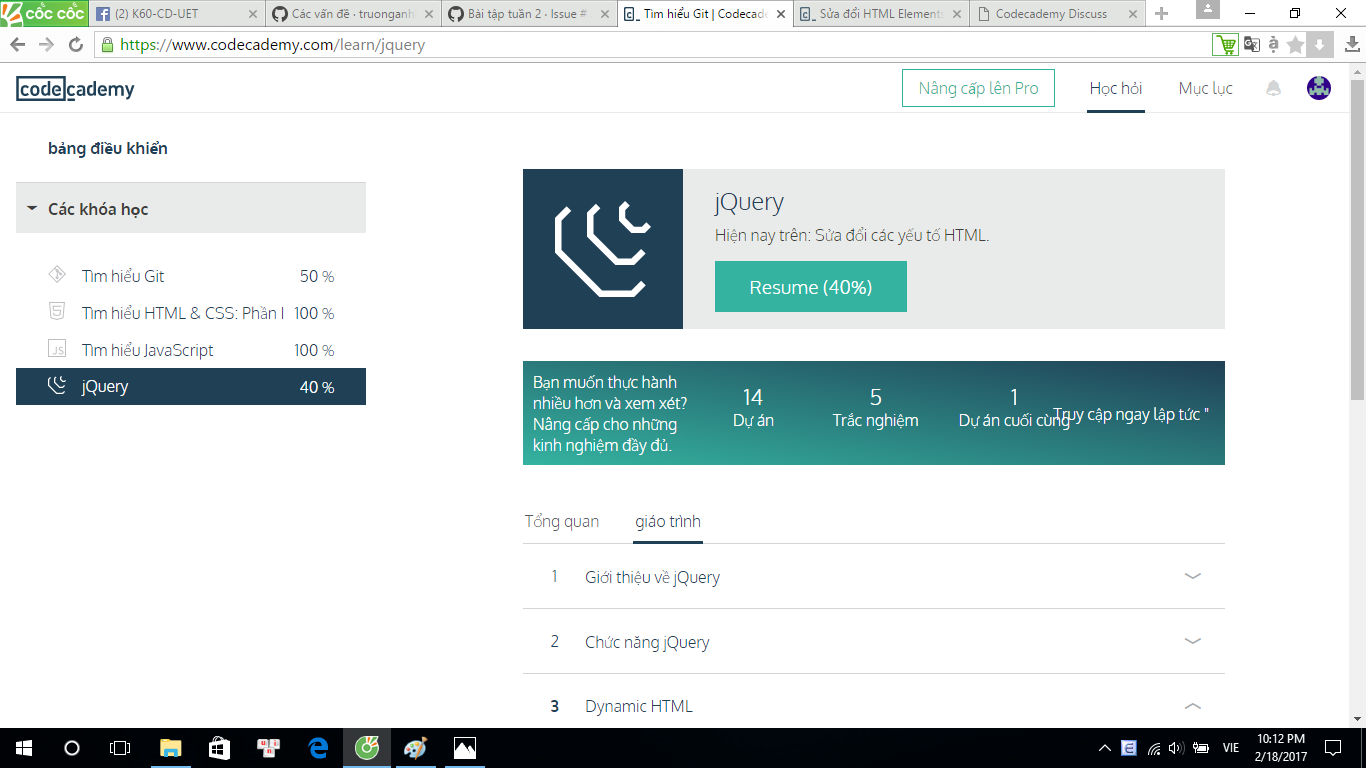 cốc cốc
(2) K60-CD-UET
Các vấn đề · truonganh
Bài tập tuần 2 · Issue #
Tìm hiểu Git | Codecade
Sửa đổi HTML Element
Codecademy Discuss
https://www.codecademy.com/learn/jquery
codecademy
Nâng cấp lên Pro
Học hỏi
Mục lục
bảng điều khiển
Các khóa học
Tìm hiểu Git 50 %
Tìm hiểu HTML & CSS: Phần I 100 %
JS Tìm hiểu JavaScript 100 %
jQuery 40 %
jQuery
Hiện nay trên: Sửa đổi các yếu tố HTML.
Resume (40%)
Bạn muốn thực hành
nhiều hơn và xem xét?
Nâng cấp cho những
kinh nghiệm đầy đủ.
14
Dự án
5
Trắc nghiệm
1
Dự án cuối cùng
Truy cập ngay lập tức "
Tổng quan
giáo trình
1 Giới thiệu về jQuery
2 Chức năng jQuery
3 Dynamic HTML
VIE
10:12 PM
2/18/2017